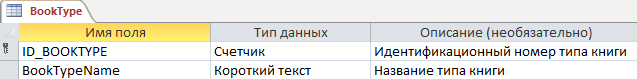 BookType
Имя поля Тип данных Описание (необязательно)
ID_BOOKTYPE Счетчик Идентификационный номер типа книги
BookTypeName Короткий текст Название типа книги